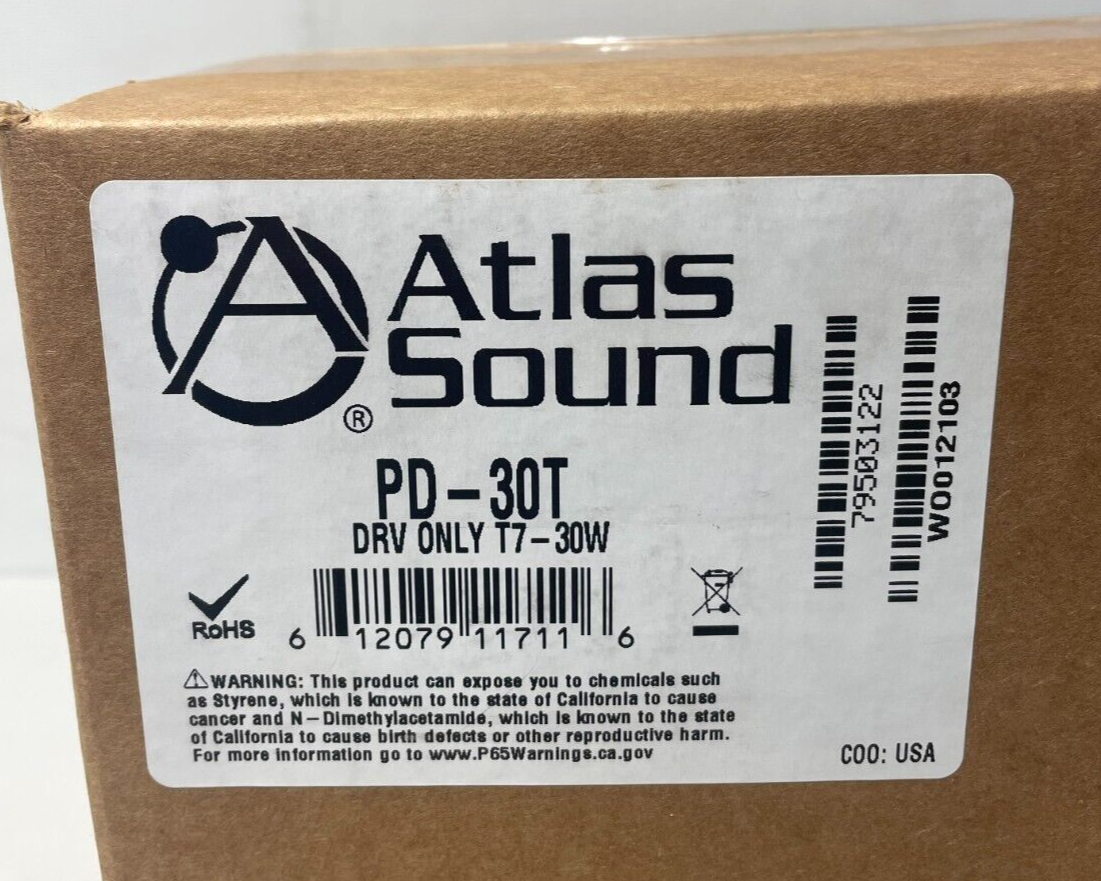 Atlas
Sound
®
PD-30T
DRV ONLY T7-30W
RoHS
6 12079 11711 6
WARNING: This product can expose you to chemicals such
as Styrene, which is known to the state of California to cause
cancer and N-Dimethylacetamide, which is known to the state
of California to cause birth defects or other reproductive harm.
For more information go to www.P65Warnings.ca.gov
COO: USA
79503122
WO012103